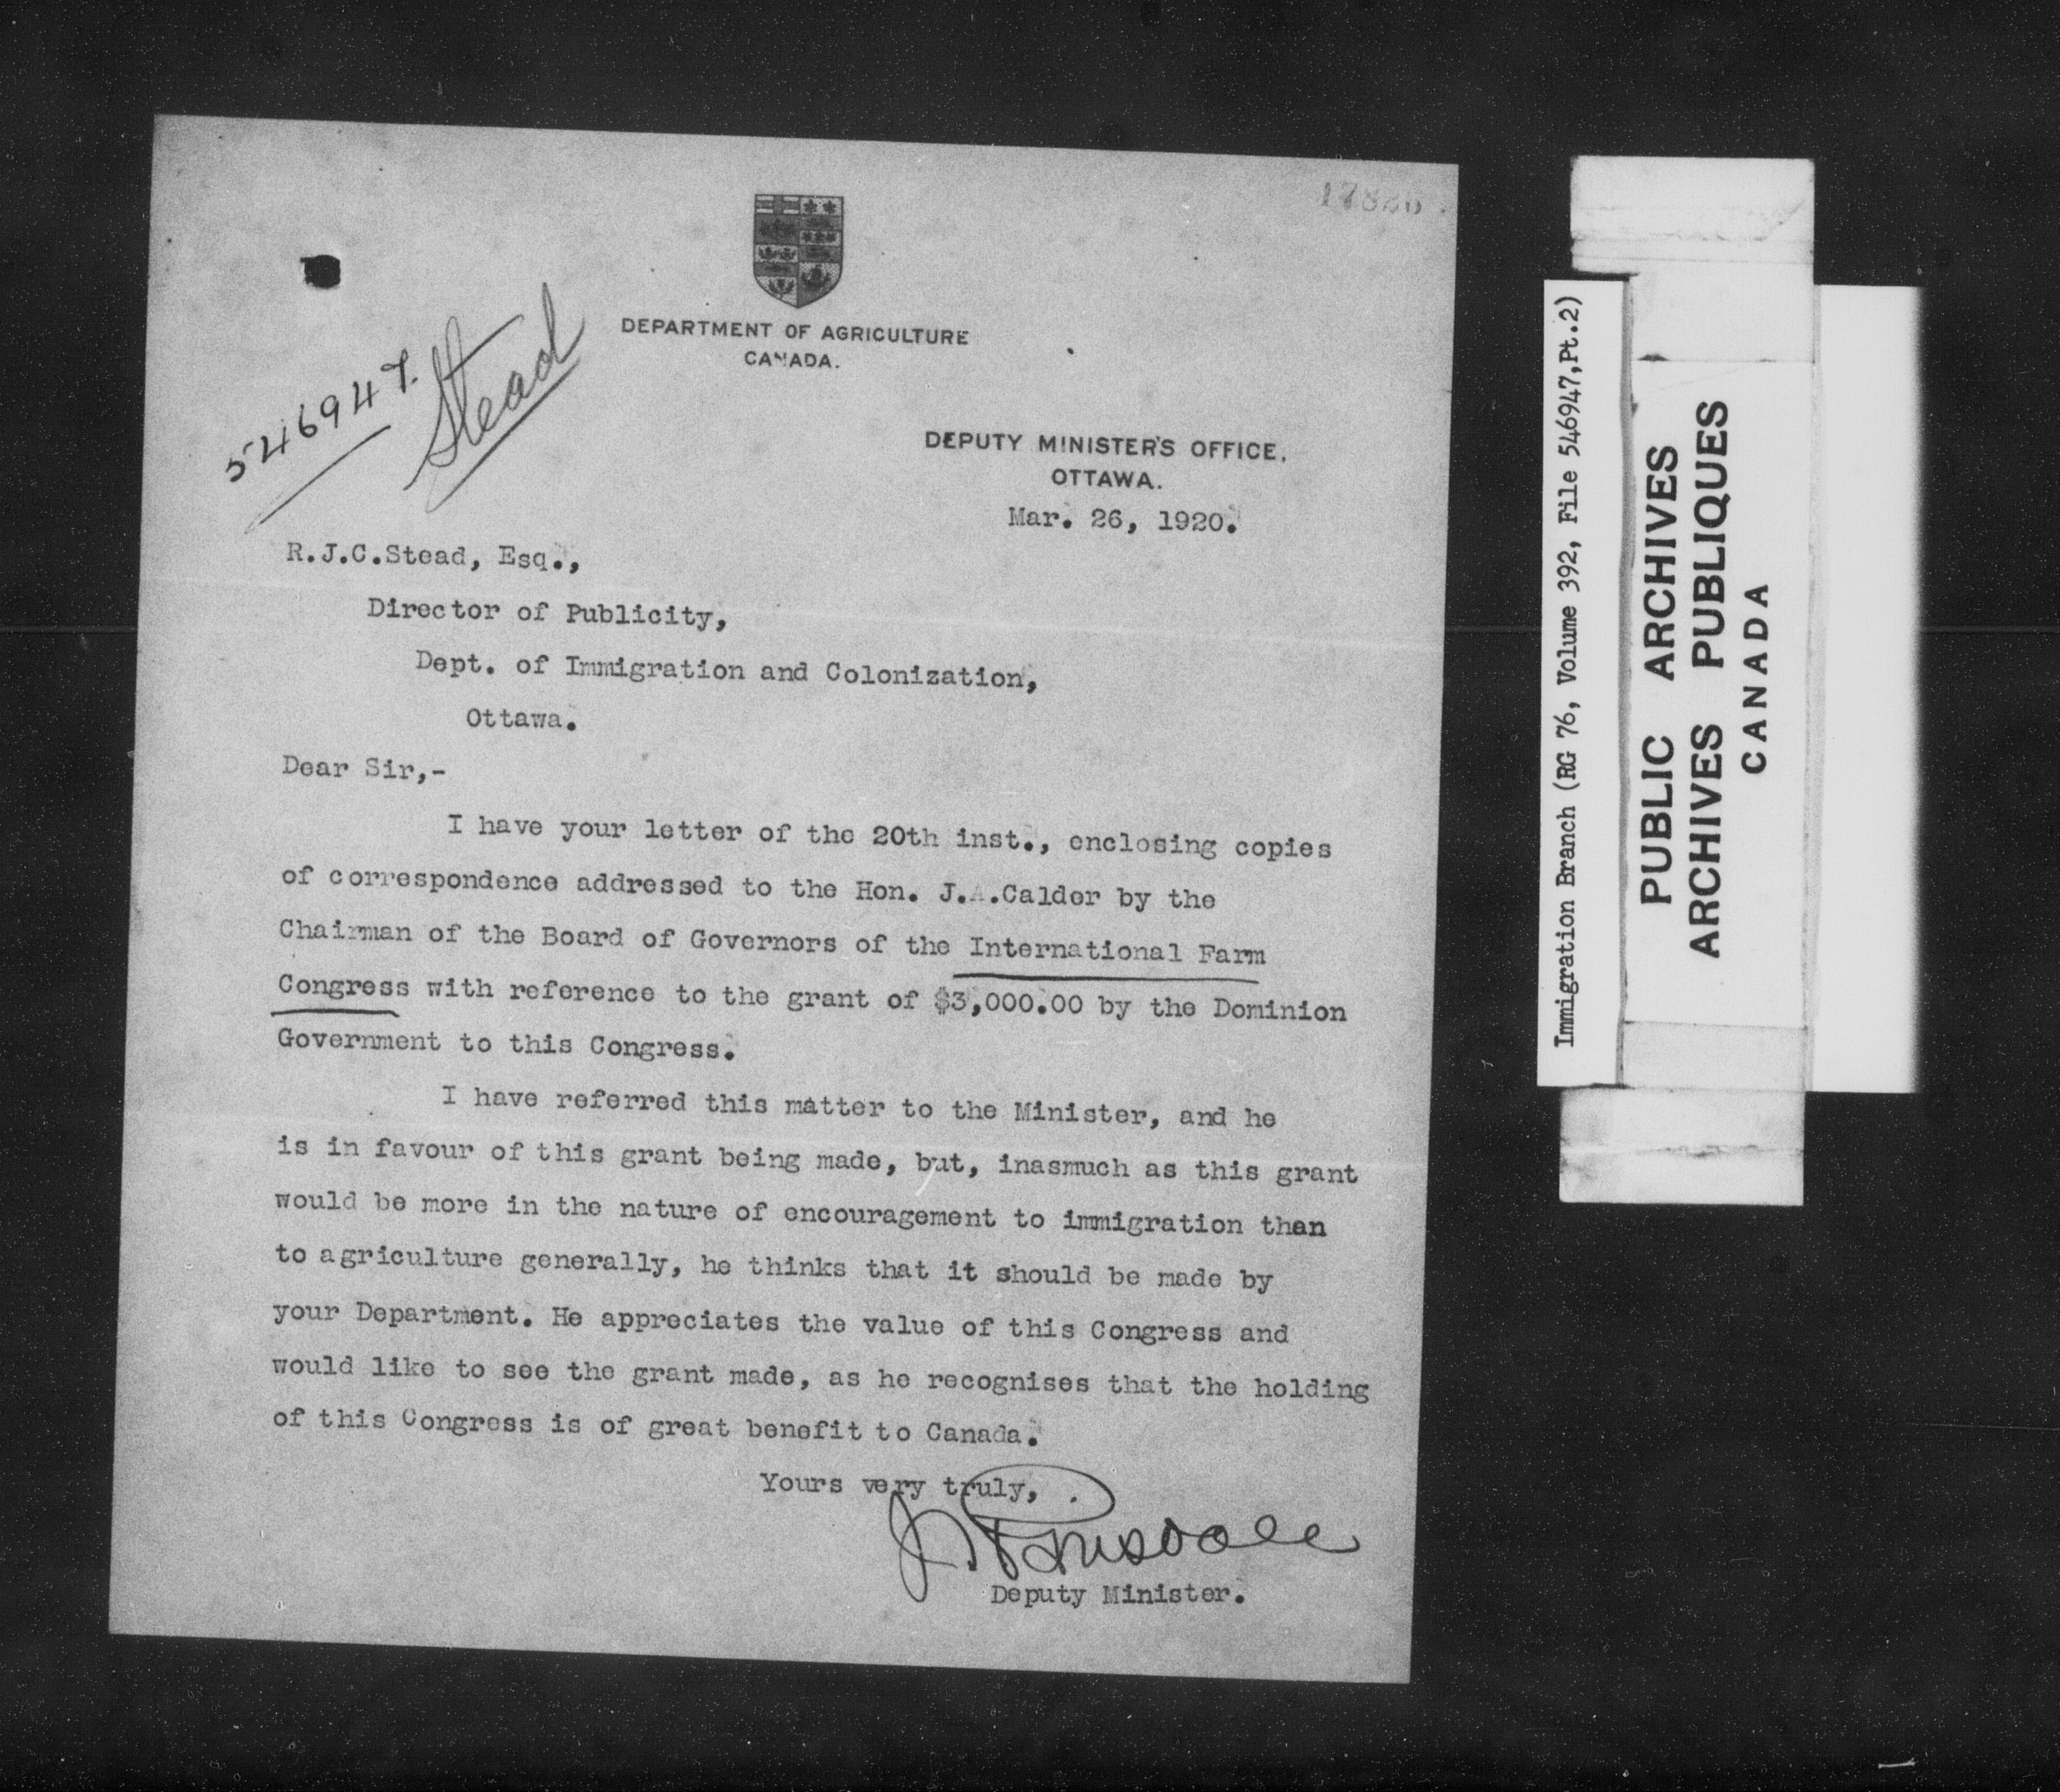 17826
DEPARTMENT OF AGRICULTURE
CANADA.
546947.
Stead
DEPUTY MINISTER'S OFFICE,
OTTAWA.
Mar. 26, 1920.
R.J.C.Stead, Esq.,
Director of Publicity,
Dept. of Immigration and Colonization,
Ottawa.
Dear Sir,-
I have your letter of the 20th inst., enclosing copies
of correspondence addressed to the Hon. J.A.Calder by the
Chairman of the Board of Governors of the International Farm
Congress with reference to the grant of $3,000.00 by the Dominion
Government to this Congress.
I have referred this matter to the Minister, and he
is in favour of this grant being made, but, inasmuch as this grant
would be more in the nature of encouragement to immigration than
to agriculture generally, he thinks that it should be made by
your Department. He appreciates the value of this Congress and
would like to see the grant made, as he recognises that the holding
of this Congress is of great benefit to Canada.
Yours very truly,
J H Grisdale
Deputy Minister.
Immigration Branch (RG 76, Volume 392, File 546947,Pt.2)
PUBLIC ARCHIVES
ARCHIVES PUBLIQUES
CANADA